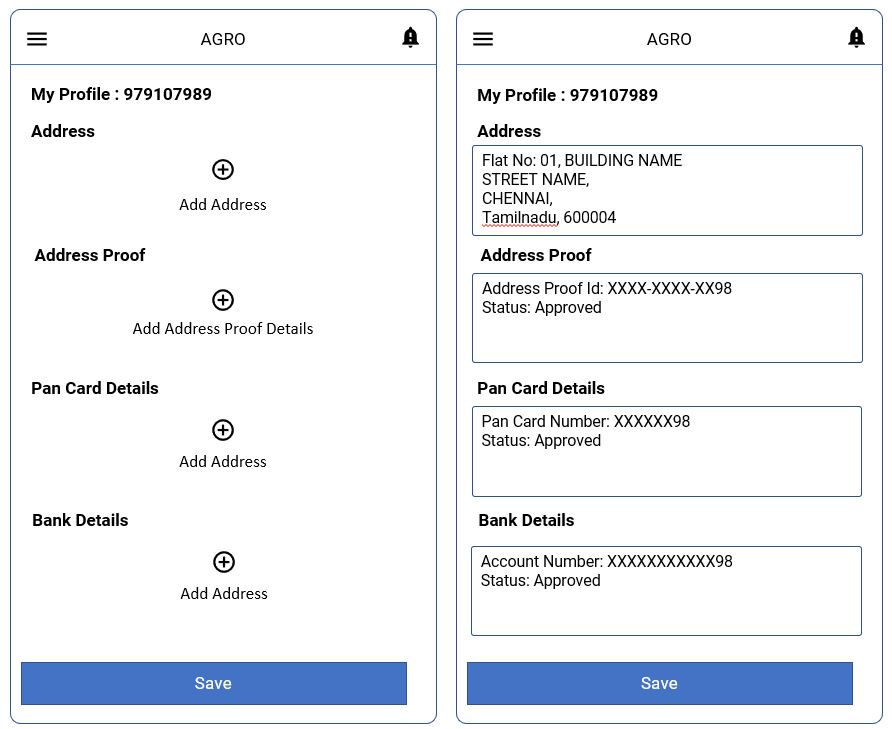 AGRO
My Profile : 979107989
Address
Add Address
Address Proof
Add Address Proof Details
Pan Card Details
Add Address
Bank Details
Add Address
Save
AGRO
My Profile : 979107989
Address
Flat No: 01, BUILDING NAME
STREET NAME,
CHENNAI,
Tamilnadu, 600004
Address Proof
Address Proof Id: XXXX-XXXX-XX98
Status: Approved
Pan Card Details
Pan Card Number: XXXXXX98
Status: Approved
Bank Details
Account Number: XXXXXXXXXXX98
Status: Approved
Save